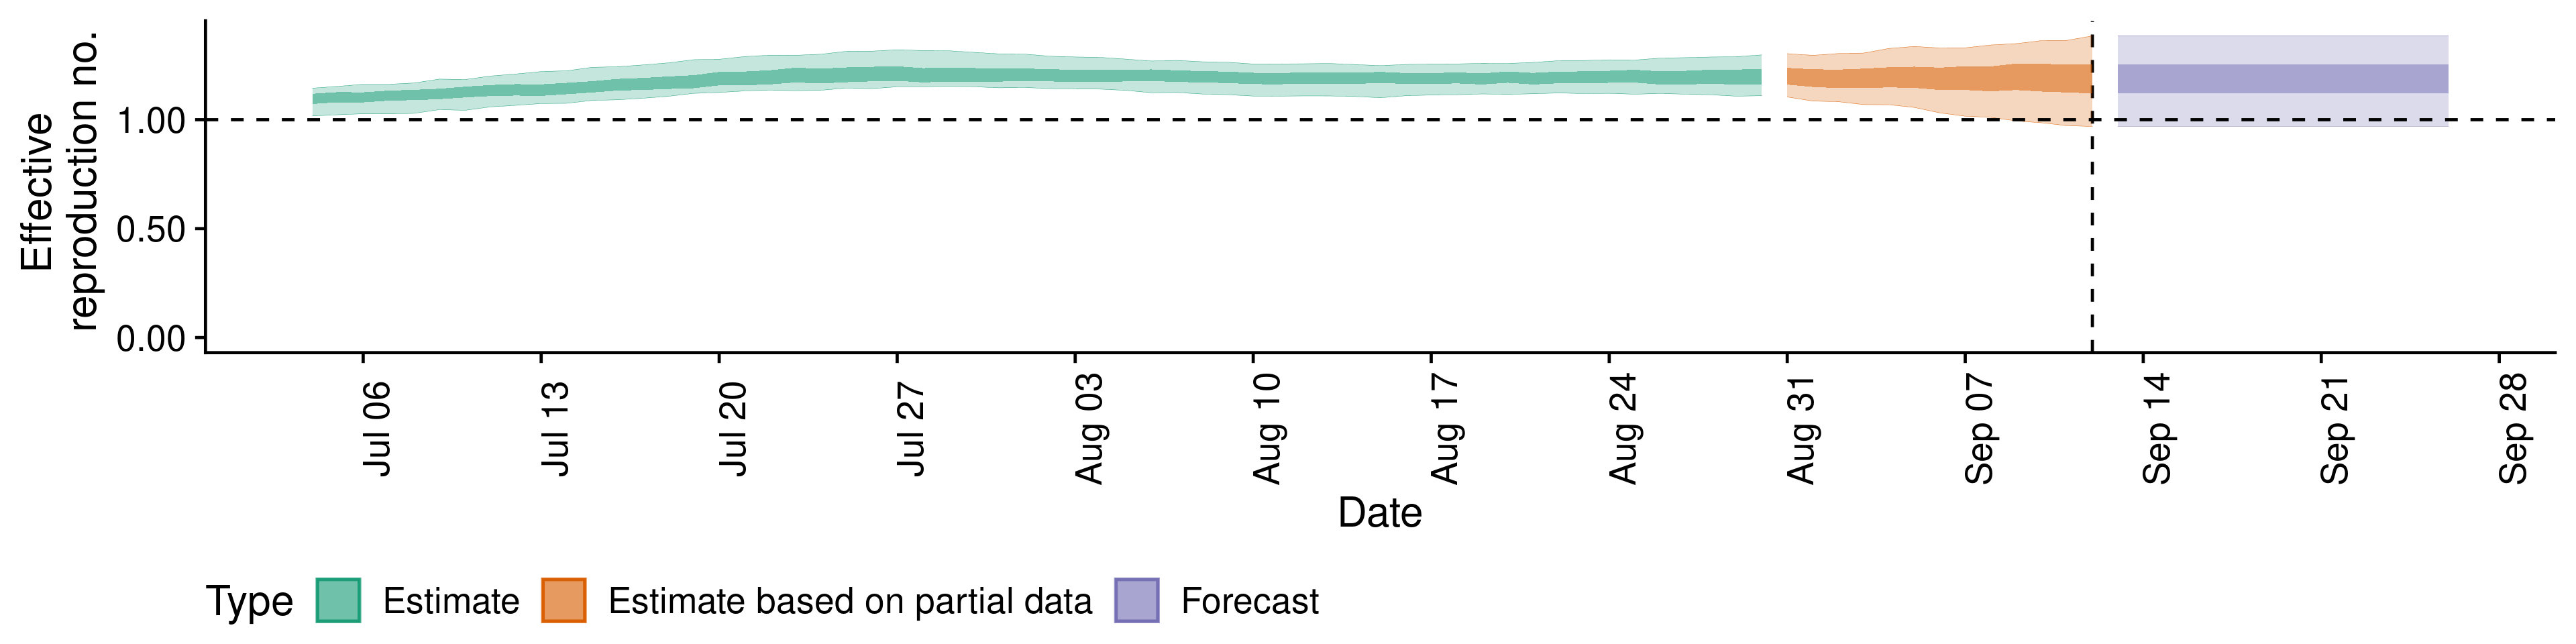 Effective
reproduction no.
1.00
0.50
0.00
Jul 06
Jul 13
Jul 20
Jul 27
Aug 03
Aug 10
Aug 17
Aug 24
Aug 31
Sep 07
Sep 14
Sep 21
Sep 28
Date
Type Estimate Estimate based on partial data Forecast